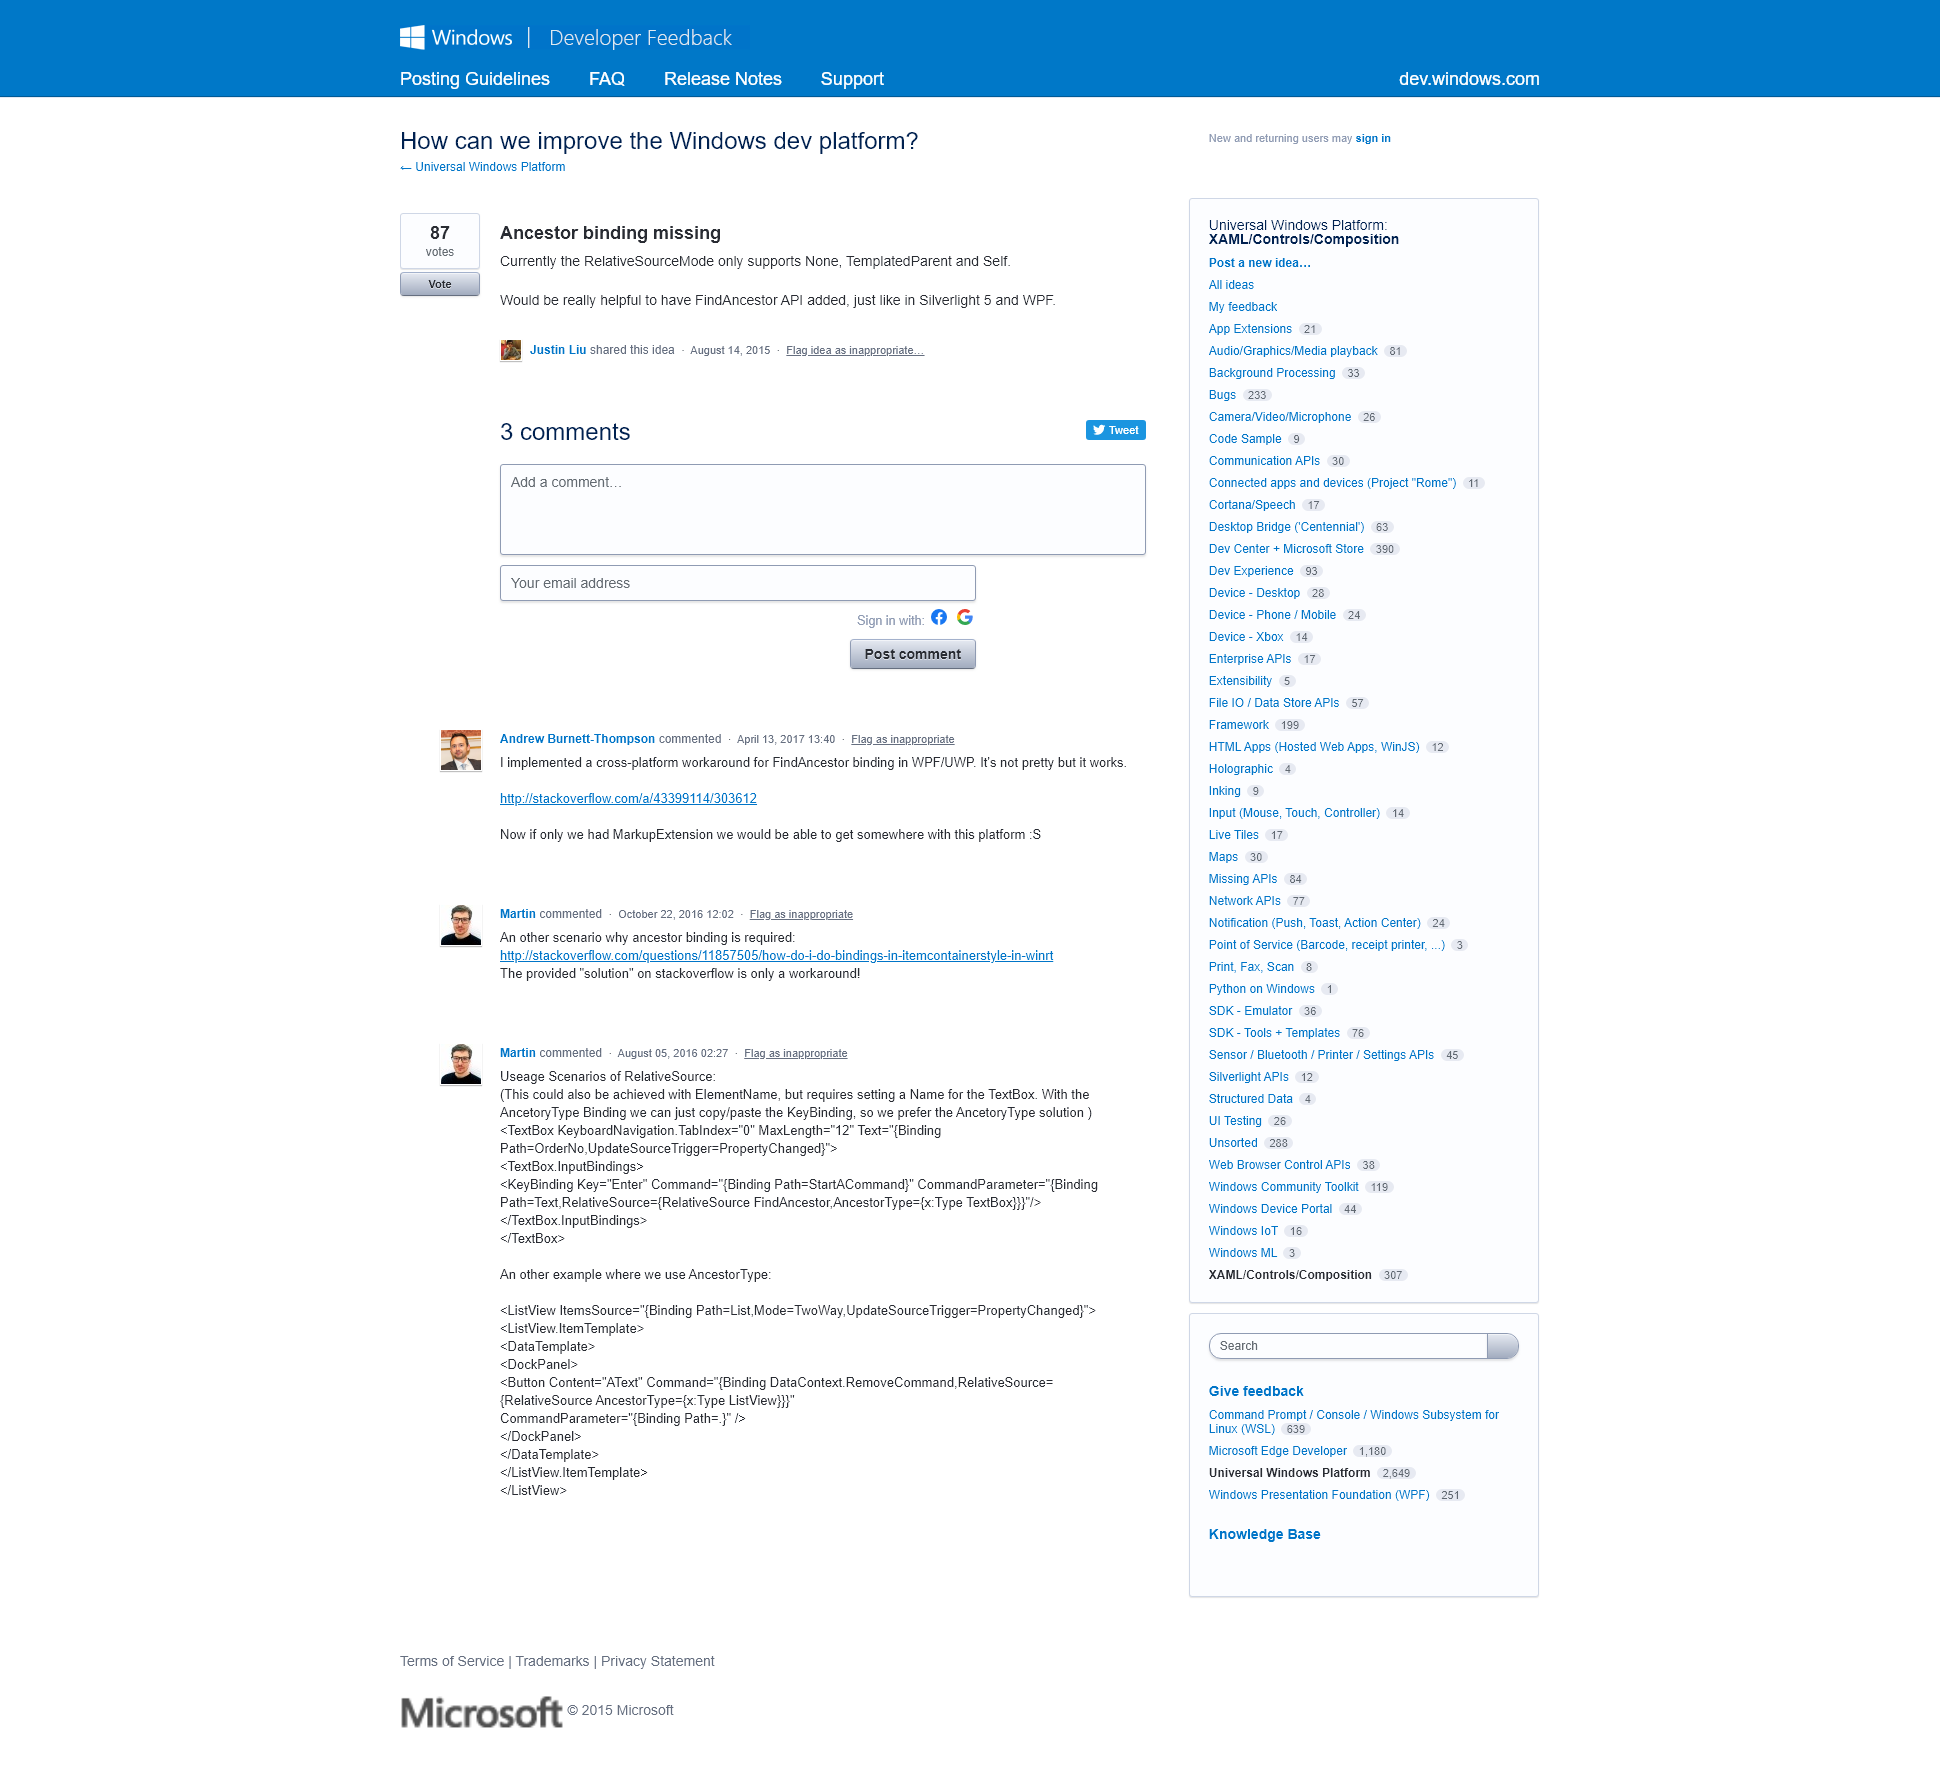 Windows | Developer Feedback
Posting Guidelines FAQ Release Notes Support dev.windows.com
How can we improve the Windows dev platform?
← Universal Windows Platform
New and returning users may sign in
87
votes
Vote
Ancestor binding missing
Currently the RelativeSourceMode only supports None, TemplatedParent and Self.
Would be really helpful to have FindAncestor API added, just like in Silverlight 5 and WPF.
Justin Liu shared this idea · August 14, 2015 · Flag idea as inappropriate…
3 comments
Tweet
Add a comment…
Your email address
Sign in with:
Post comment
Andrew Burnett-Thompson commented · April 13, 2017 13:40 · Flag as inappropriate
I implemented a cross-platform workaround for FindAncestor binding in WPF/UWP. It's not pretty but it works.
http://stackoverflow.com/a/43399114/303612
Now if only we had MarkupExtension we would be able to get somewhere with this platform :S
Martin commented · October 22, 2016 12:02 · Flag as inappropriate
An other scenario why ancestor binding is required:
http://stackoverflow.com/questions/11857505/how-do-i-do-bindings-in-itemcontainerstyle-in-winrt
The provided "solution" on stackoverflow is only a workaround!
Martin commented · August 05, 2016 02:27 · Flag as inappropriate
Useage Scenarios of RelativeSource:
(This could also be achieved with ElementName, but requires setting a Name for the TextBox. With the
AncetoryType Binding we can just copy/paste the KeyBinding, so we prefer the AncetoryType solution )
<TextBox KeyboardNavigation.TabIndex="0" MaxLength="12" Text="{Binding
Path=OrderNo,UpdateSourceTrigger=PropertyChanged}">
<TextBox.InputBindings>
<KeyBinding Key="Enter" Command="{Binding Path=StartACommand}" CommandParameter="{Binding
Path=Text,RelativeSource={RelativeSource FindAncestor,AncestorType={x:Type TextBox}}}"/>
</TextBox.InputBindings>
</TextBox>
An other example where we use AncestorType:
<ListView ItemsSource="{Binding Path=List,Mode=TwoWay,UpdateSourceTrigger=PropertyChanged}">
<ListView.ItemTemplate>
<DataTemplate>
<DockPanel>
<Button Content="AText" Command="{Binding DataContext.RemoveCommand,RelativeSource=
{RelativeSource AncestorType={x:Type ListView}}}"
CommandParameter="{Binding Path=.}" />
</DockPanel>
</DataTemplate>
</ListView.ItemTemplate>
</ListView>
Universal Windows Platform:
XAML/Controls/Composition
Post a new idea…
All ideas
My feedback
App Extensions 21
Audio/Graphics/Media playback 81
Background Processing 33
Bugs 233
Camera/Video/Microphone 26
Code Sample 9
Communication APIs 30
Connected apps and devices (Project "Rome") 11
Cortana/Speech 17
Desktop Bridge ('Centennial') 63
Dev Center + Microsoft Store 390
Dev Experience 93
Device - Desktop 28
Device - Phone / Mobile 24
Device - Xbox 14
Enterprise APIs 17
Extensibility 5
File IO / Data Store APIs 57
Framework 199
HTML Apps (Hosted Web Apps, WinJS) 12
Holographic 4
Inking 9
Input (Mouse, Touch, Controller) 14
Live Tiles 17
Maps 30
Missing APIs 84
Network APIs 77
Notification (Push, Toast, Action Center) 24
Point of Service (Barcode, receipt printer, ...) 3
Print, Fax, Scan 8
Python on Windows 1
SDK - Emulator 36
SDK - Tools + Templates 76
Sensor / Bluetooth / Printer / Settings APIs 45
Silverlight APIs 12
Structured Data 4
UI Testing 26
Unsorted 288
Web Browser Control APIs 38
Windows Community Toolkit 119
Windows Device Portal 44
Windows IoT 16
Windows ML 3
XAML/Controls/Composition 307
Search
Give feedback
Command Prompt / Console / Windows Subsystem for
Linux (WSL) 639
Microsoft Edge Developer 1,180
Universal Windows Platform 2,649
Windows Presentation Foundation (WPF) 251
Knowledge Base
Terms of Service | Trademarks | Privacy Statement
Microsoft © 2015 Microsoft